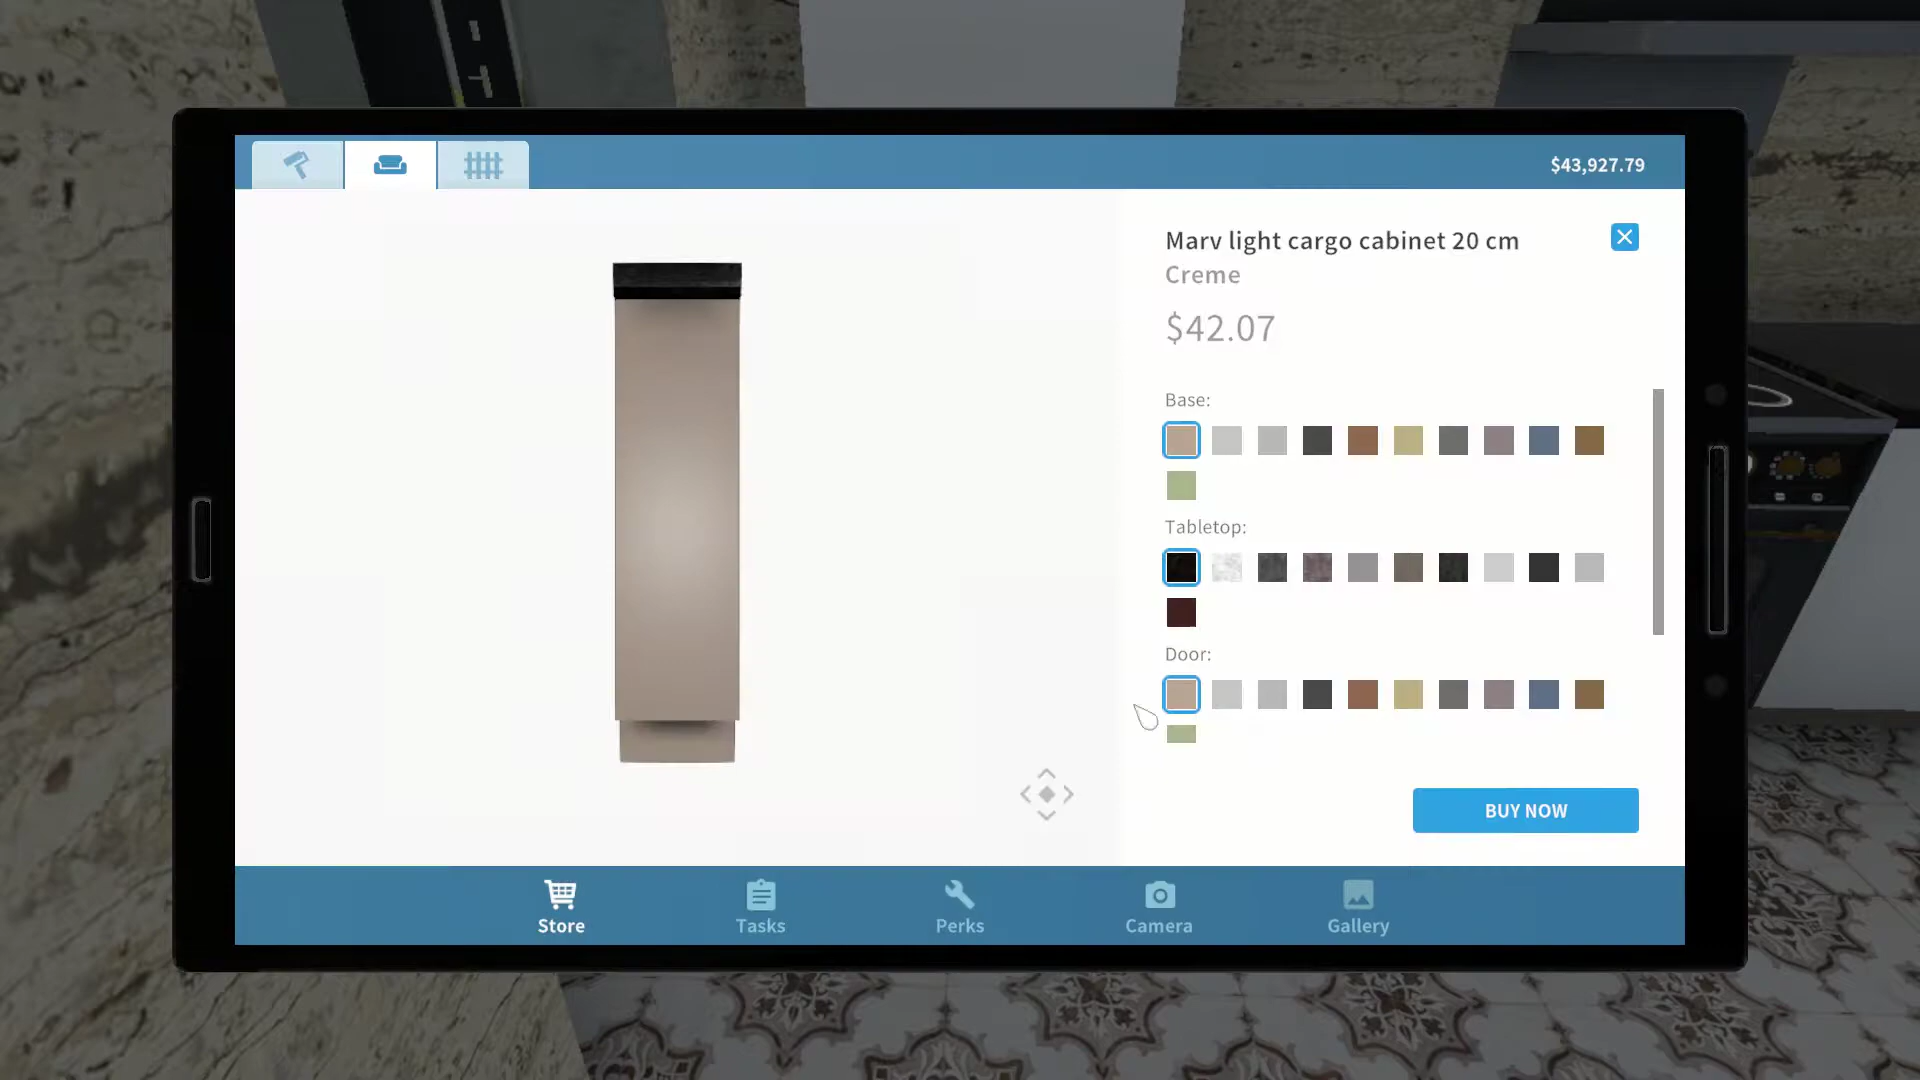 $43,927.79
Marv light cargo cabinet 20 cm
Creme
$42.07
Base:
Tabletop:
Door:
BUY NOW
Store
Tasks
Perks
Camera
Gallery